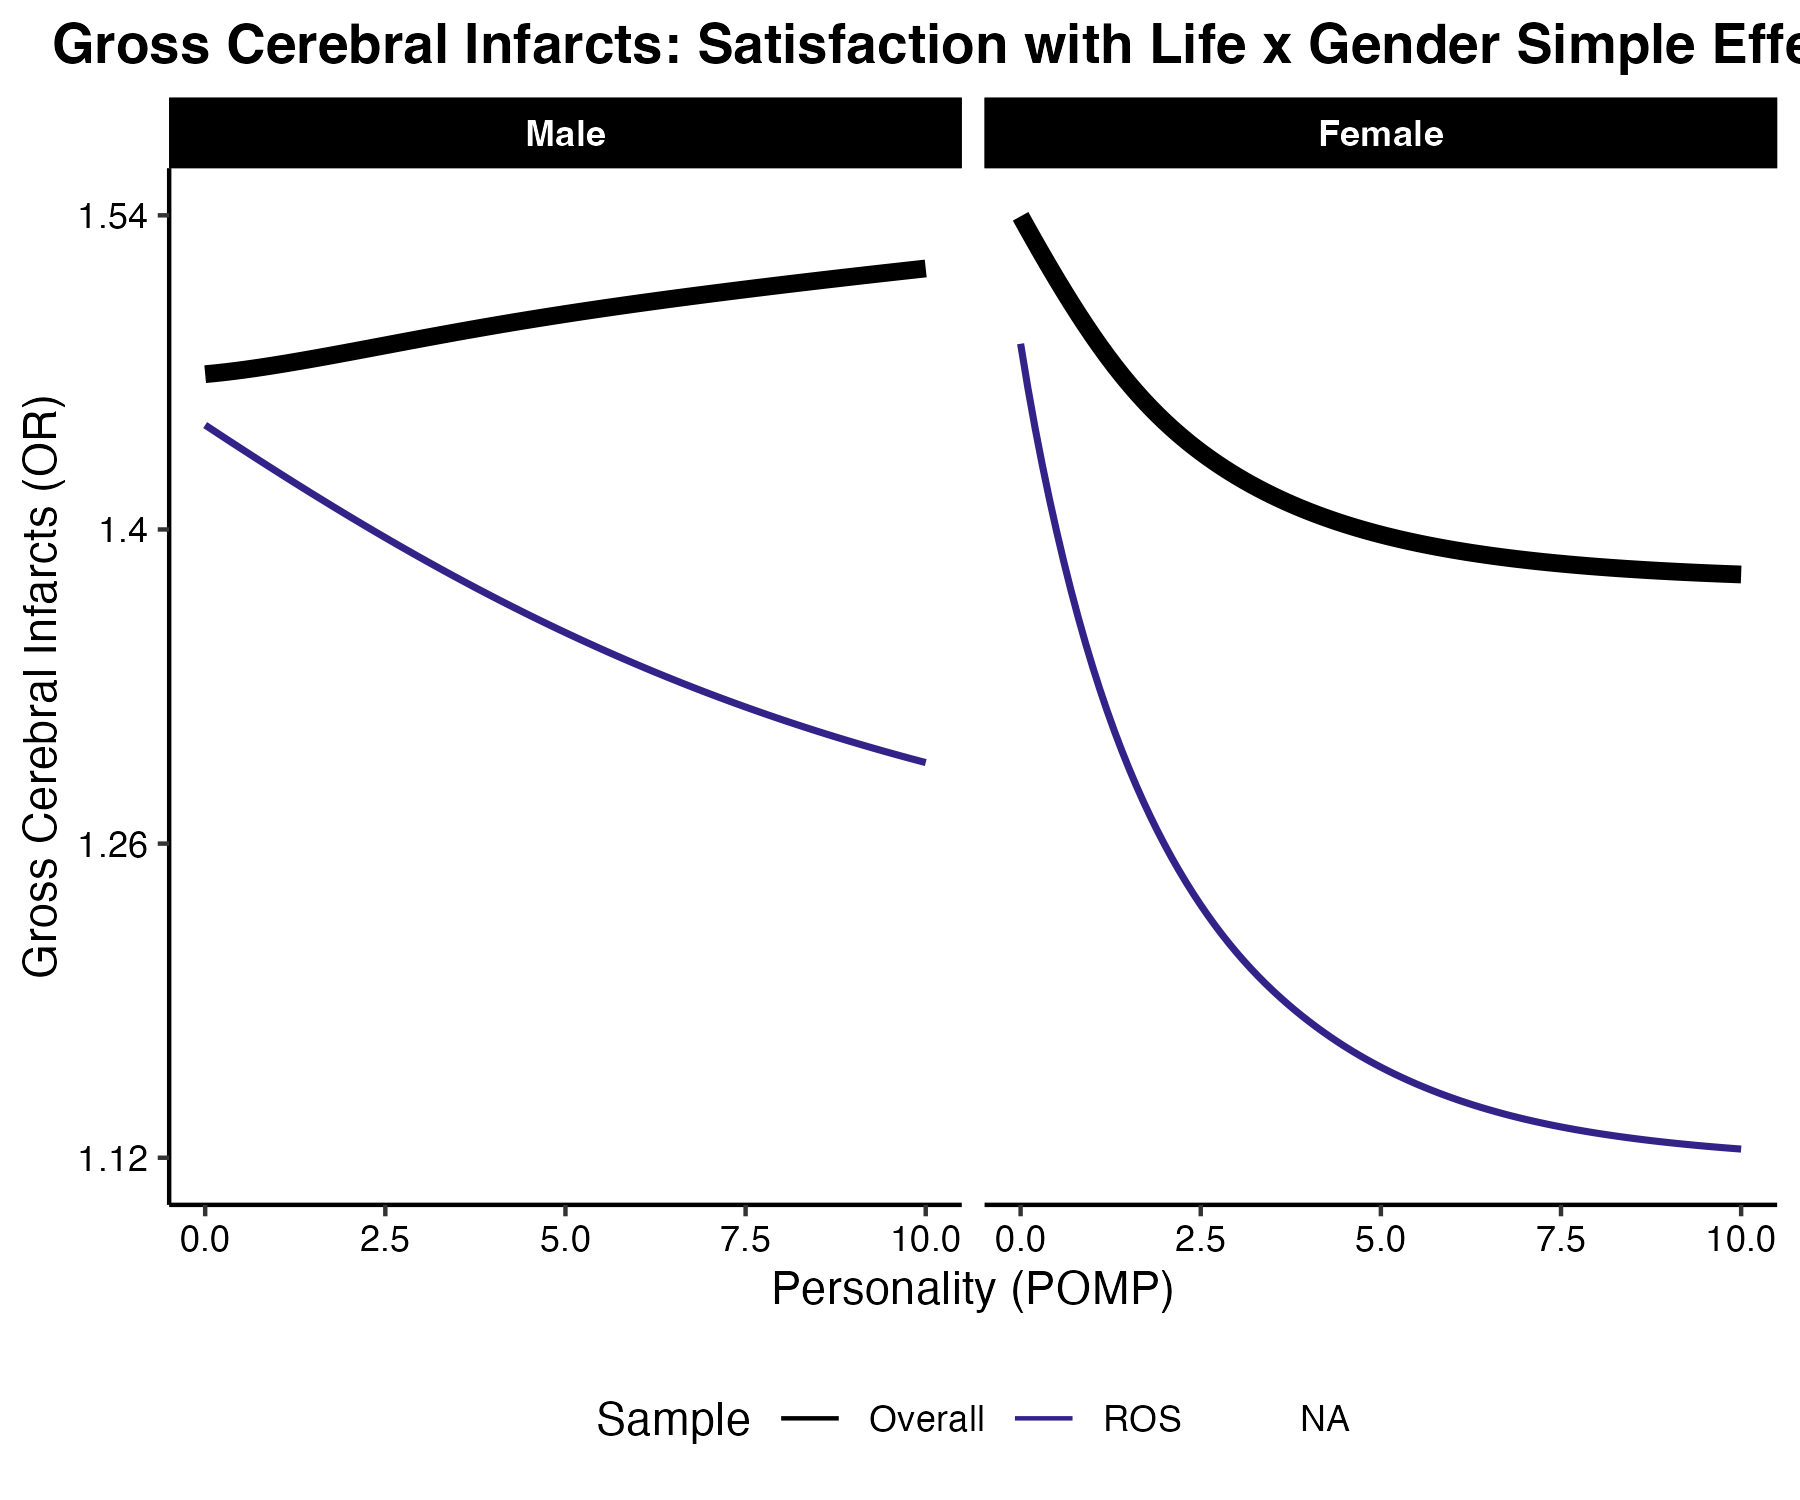 Gross Cerebral Infarcts: Satisfaction with Life x Gender Simple Effe
Male
Female
Gross Cerebral Infarcts (OR)
1.54
1.4
1.26
1.12
0.0 2.5 5.0 7.5 10.0
0.0 2.5 5.0 7.5 10.0
Personality (POMP)
Sample Overall ROS NA